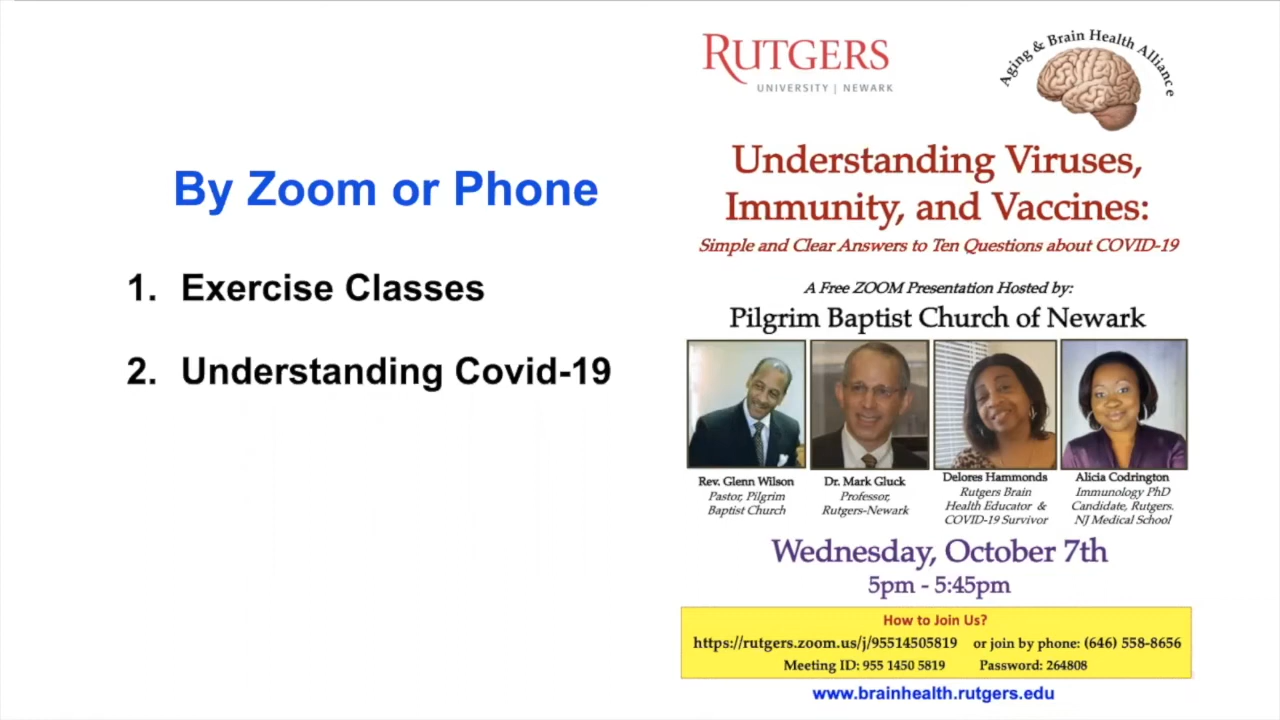 By Zoom or Phone
1. Exercise Classes
2. Understanding Covid-19
RUTGERS
UNIVERSITY | NEWARK
Aging & Brain Health Alliance
Understanding Viruses,
Immunity, and Vaccines:
Simple and Clear Answers to Ten Questions about COVID-19
A Free ZOOM Presentation Hosted by:
Pilgrim Baptist Church of Newark
Rev. Glenn Wilson
Pastor, Pilgrim
Baptist Church
Dr. Mark Gluck
Professor,
Rutgers-Newark
Delores Hammonds
Rutgers Brain
Health Educator &
COVID-19 Survivor
Alicia Codrington
Immunology PhD
Candidate, Rutgers.
NJ Medical School
Wednesday, October 7th
5pm - 5:45pm
How to Join Us?
https://rutgers.zoom.us/j/95514505819 or join by phone: (646) 558-8656
Meeting ID: 955 1450 5819 Password: 264808
www.brainhealth.rutgers.edu